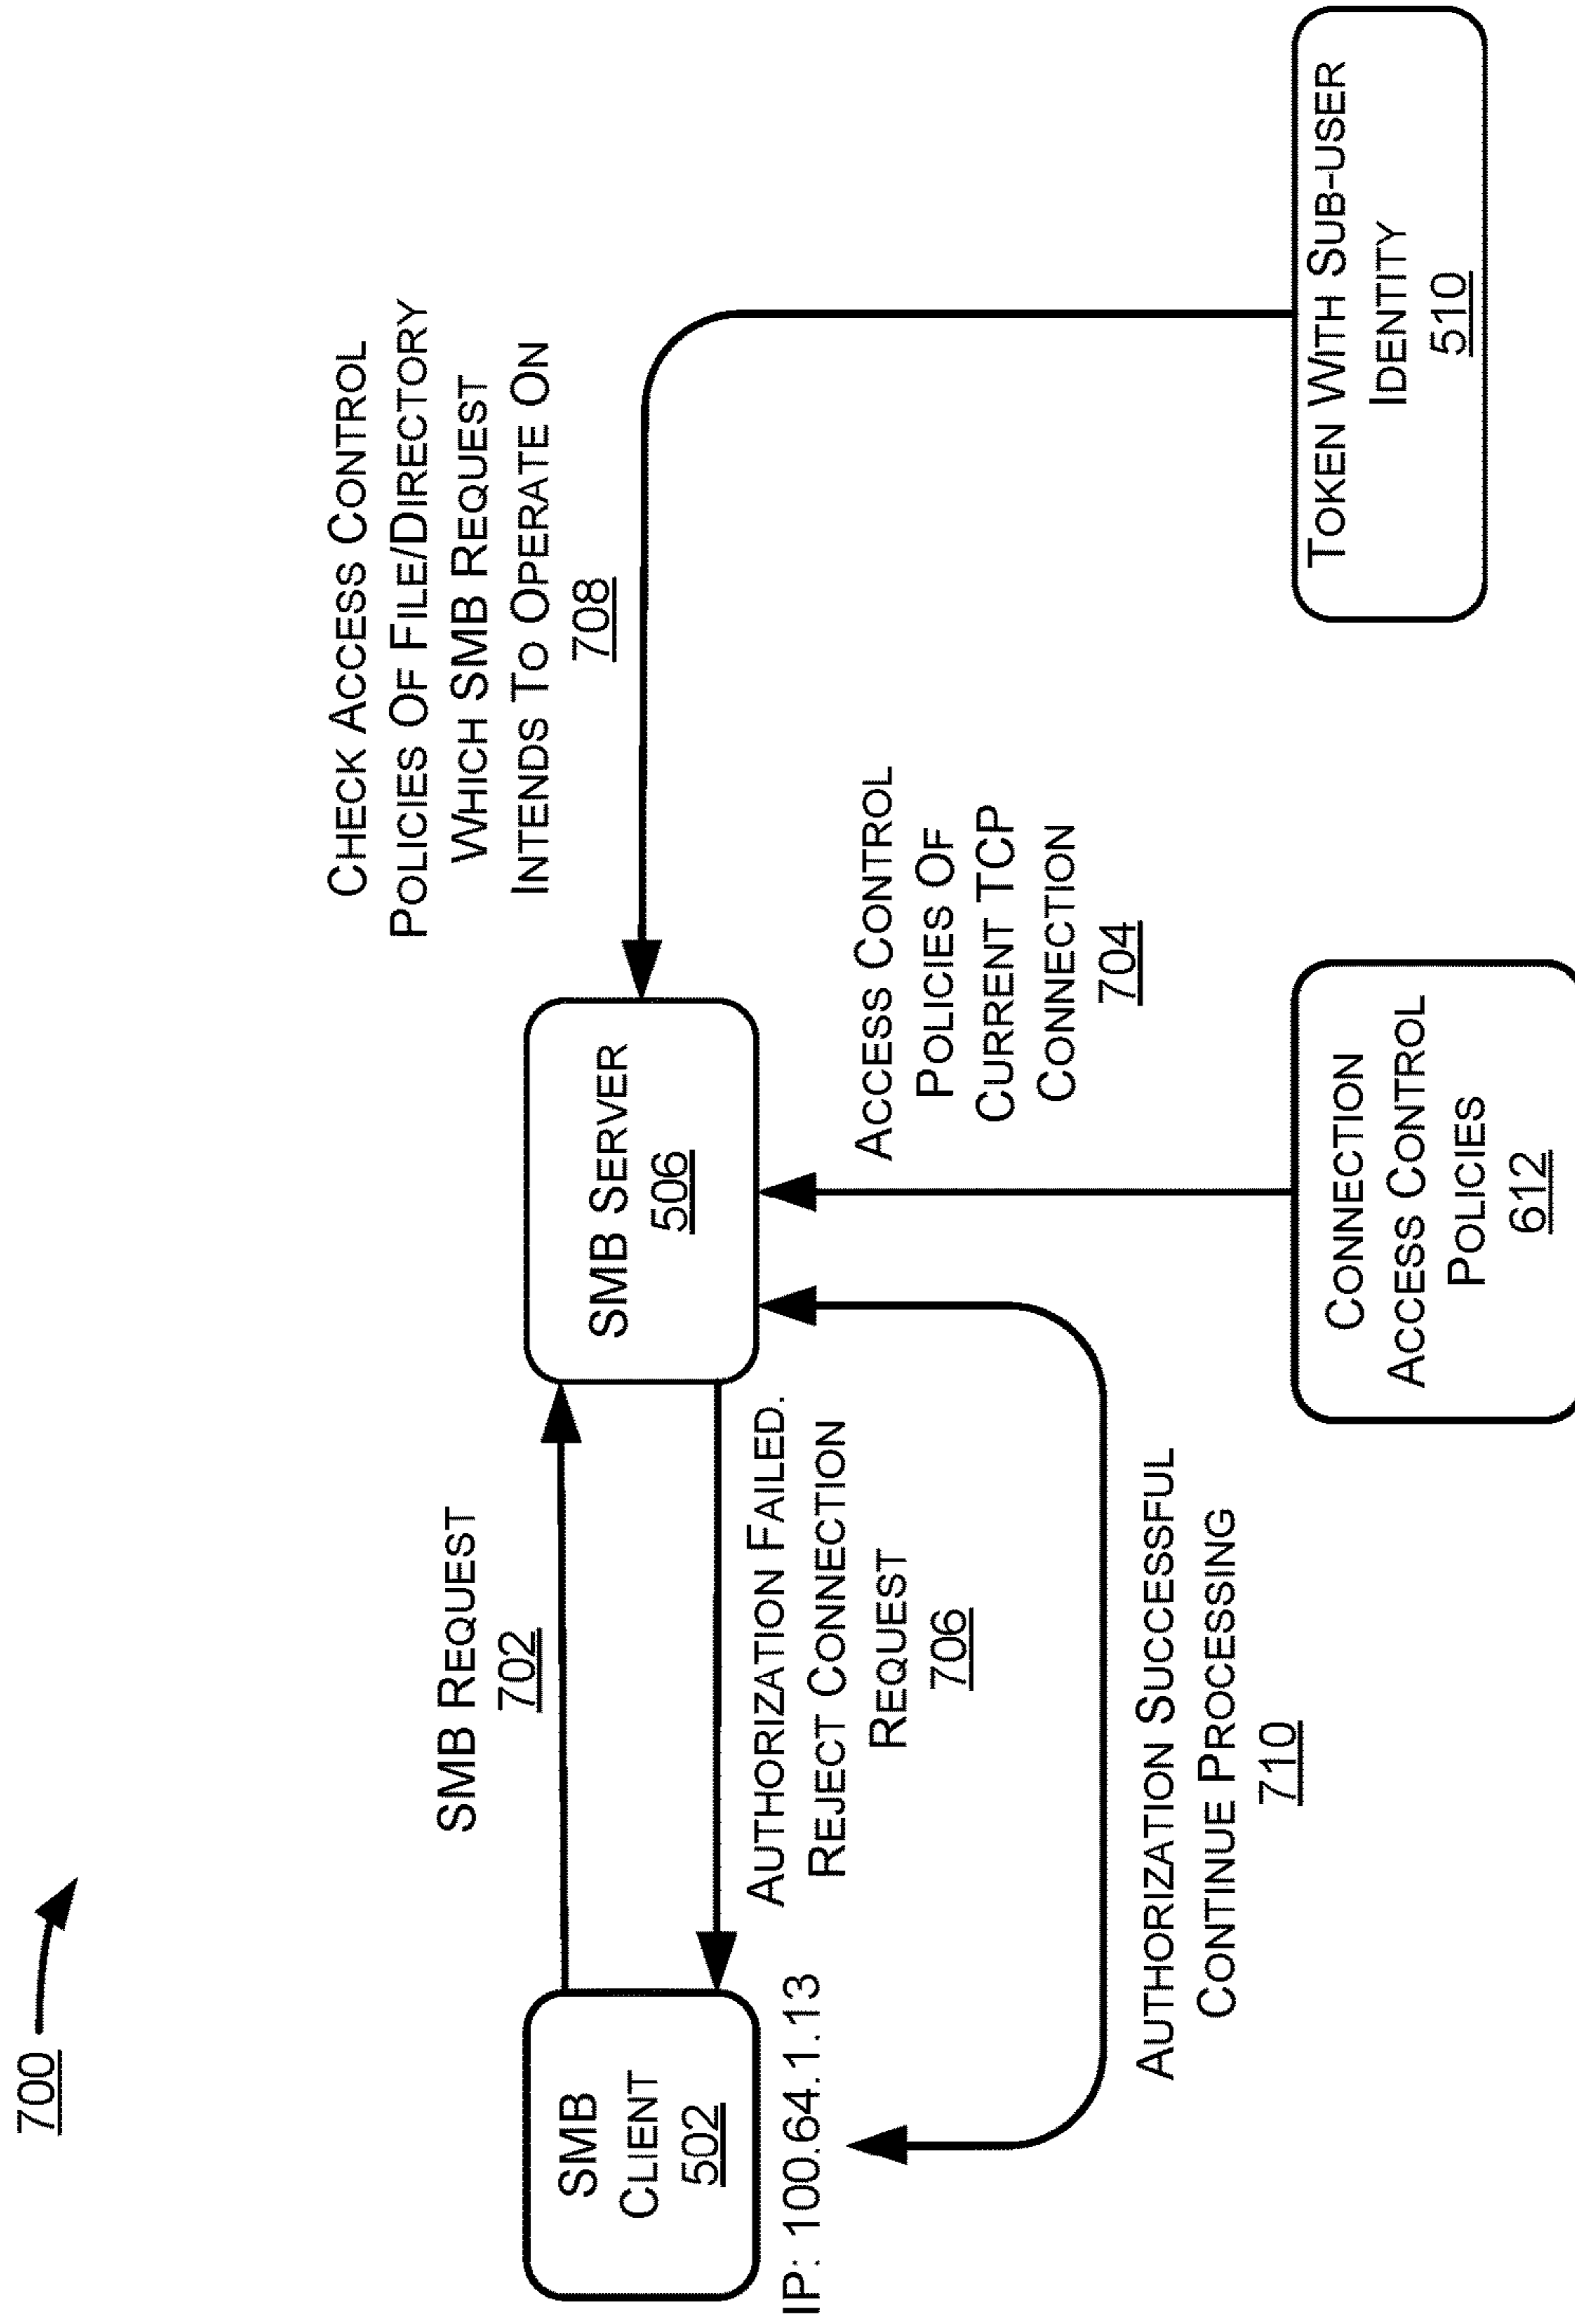 700
SMB REQUEST
702
SMB
CLIENT
502
IP: 100.64.1.13
AUTHORIZATION FAILED.
REJECT CONNECTION
REQUEST
706
SMB SERVER
506
CHECK ACCESS CONTROL
POLICIES OF FILE/DIRECTORY
WHICH SMB REQUEST
INTENDS TO OPERATE ON
708
AUTHORIZATION SUCCESSFUL
CONTINUE PROCESSING
710
ACCESS CONTROL
POLICIES OF
CURRENT TCP
CONNECTION
704
CONNECTION
ACCESS CONTROL
POLICIES
612
TOKEN WITH SUB-USER
IDENTITY
510